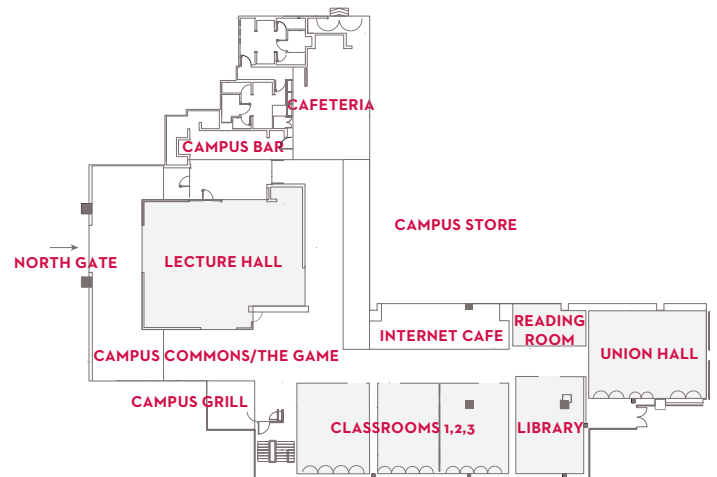 CAFETERIA
CAMPUS BAR
CAMPUS STORE
NORTH GATE
LECTURE HALL
INTERNET CAFE
READING
ROOM
UNION HALL
CAMPUS COMMONS/THE GAME
CAMPUS GRILL
CLASSROOMS 1,2,3
LIBRARY